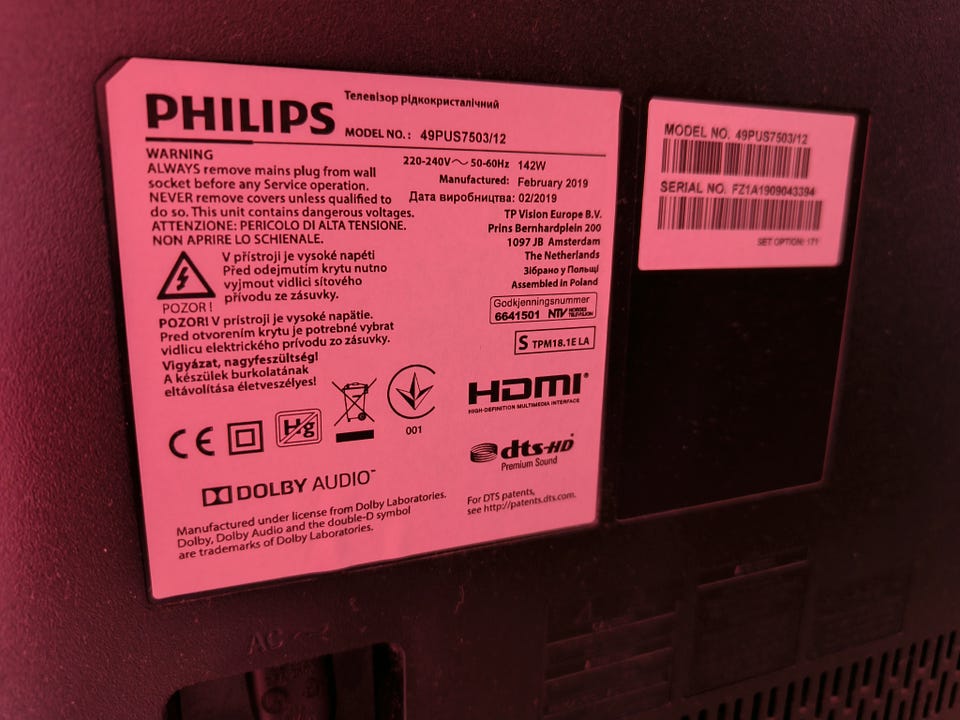 PHILIPS
Телевізор рідкокристалічний
MODEL NO.: 49PUS7503/12
WARNING
ALWAYS remove mains plug from wall
socket before any Service operation.
NEVER remove covers unless qualified to
do so. This unit contains dangerous voltages.
ATTENZIONE: PERICOLO DI ALTA TENSIONE.
NON APRIRE LO SCHIENALE.
V přístroji je vysoké napětí
Před odejmutím krytu nutno
vyjmout vidlici síťového
přívodu ze zásuvky.
POZOR!
POZOR! V prístroji je vysoké napätie.
Pred otvorením krytu je potrebné vybrat
vidlicu elektrického prívodu zo zásuvky.
Vigyázat, nagyfeszültség!
A készülek burkolatának
eltávolítása életveszélyes!
220-240V～ 50-60Hz 142W
Manufactured: February 2019
Дата виробництва: 02/2019
TP Vision Europe B.V.
Prins Bernhardplein 200
1097 JB Amsterdam
The Netherlands
Зібрано у Польщі
Assembled in Poland
Godkjenningsnummer
6641501 NTV NORGES TELEVISJON
S TPM18.1E LA
CE
Hg
001
HDMI®
HIGH-DEFINITION MULTIMEDIA INTERFACE
dts-HD
Premium Sound
DOLBY AUDIO™
Manufactured under license from Dolby Laboratories.
Dolby, Dolby Audio and the double-D symbol
are trademarks of Dolby Laboratories.
For DTS patents,
see http://patents.dts.com.
MODEL NO. 49PUS7503/12
SERIAL NO. FZ1A1909043394
SET OPTION: 171
AC